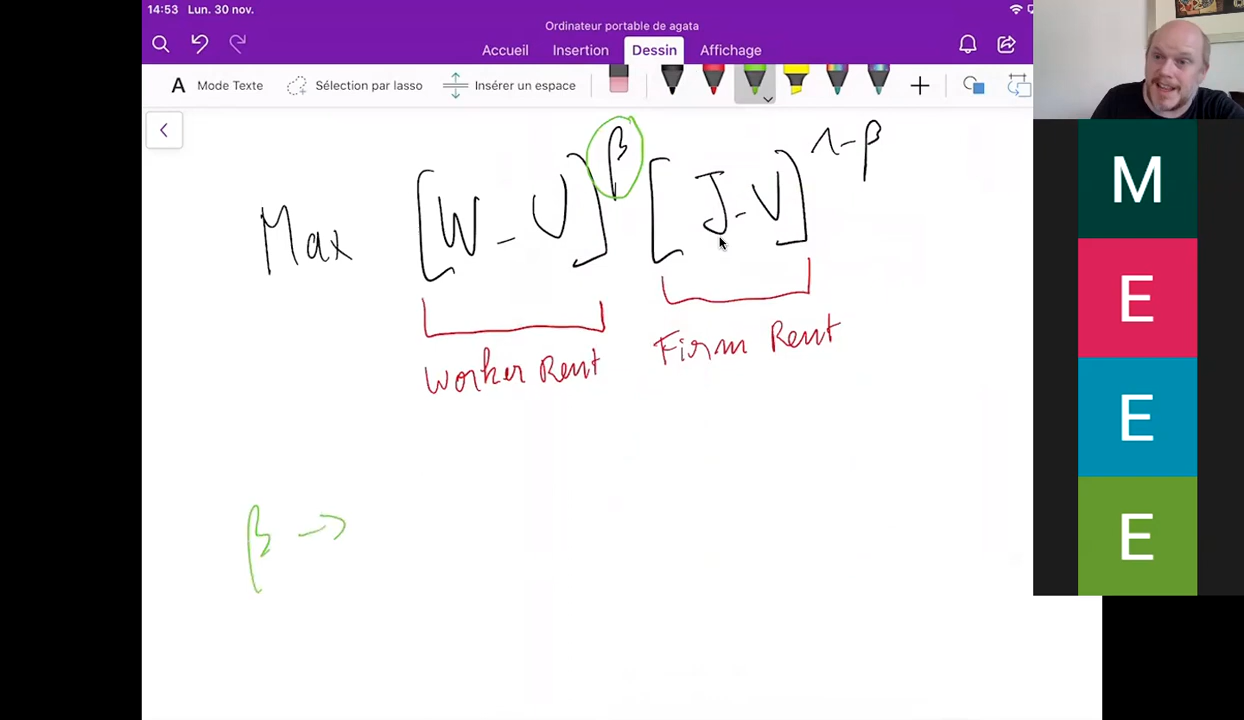 14:53 Lun. 30 nov.
Ordinateur portable de agata
Accueil Insertion Dessin Affichage
A Mode Texte Sélection par lasso Insérer un espace
Max [W - U]^β [J - V]^1-β
Worker Rent Firm Rent
β →
M
E
E
E